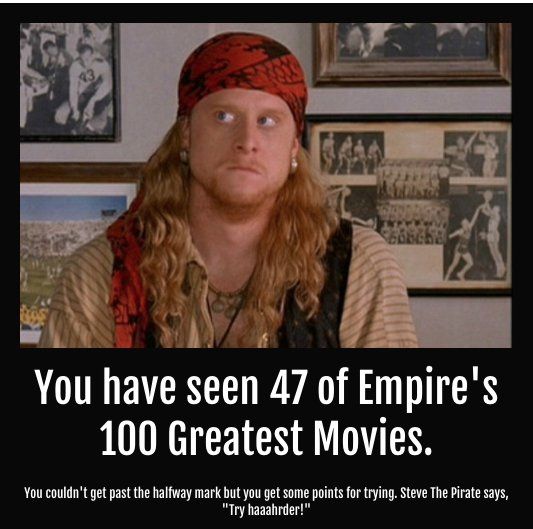 You have seen 47 of Empire's
100 Greatest Movies.
You couldn't get past the halfway mark but you get some points for trying. Steve The Pirate says,
"Try haaahrder!"